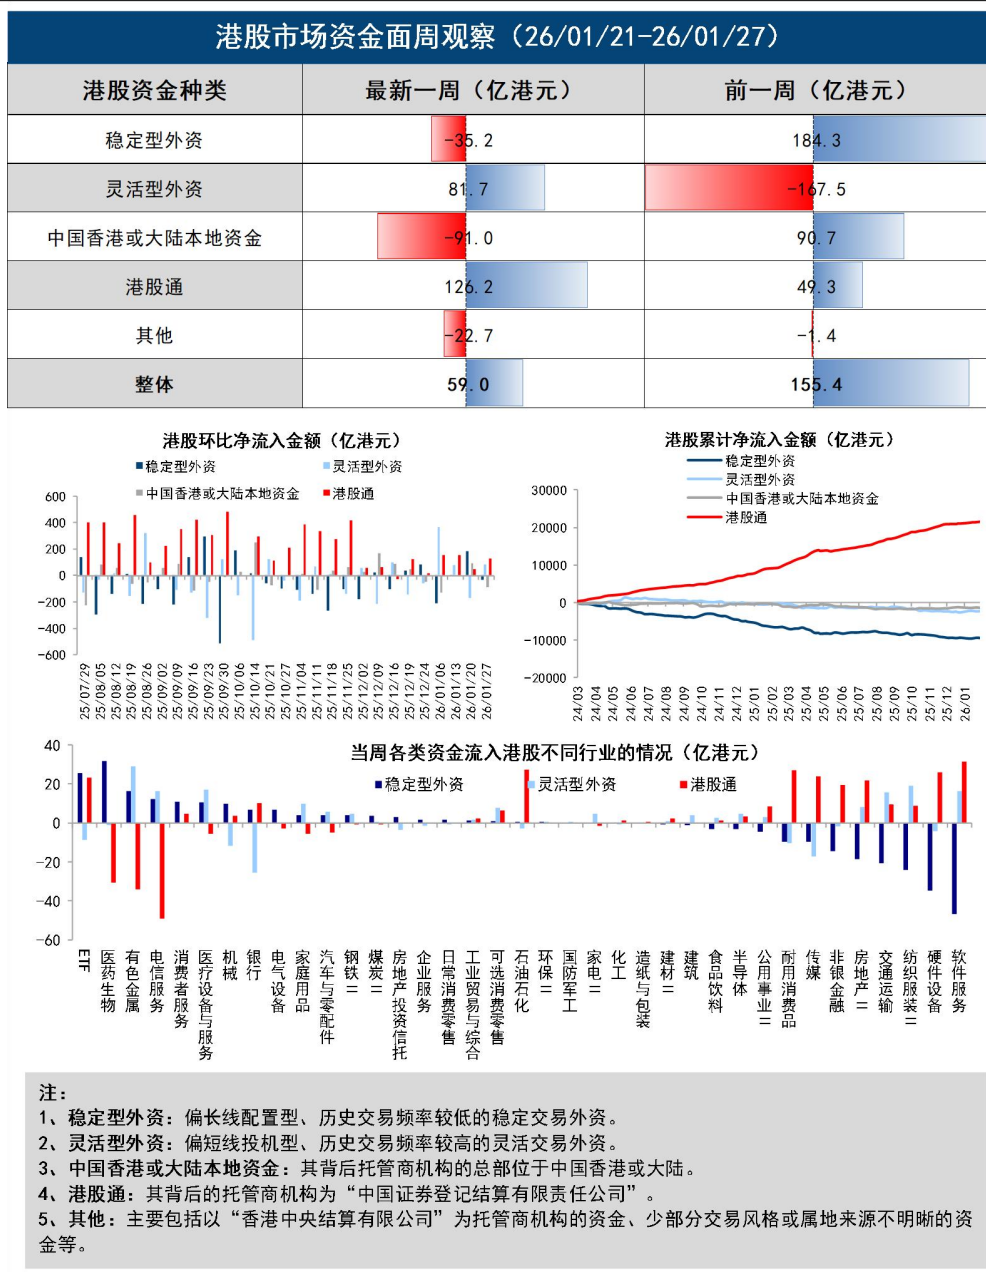 港股市场资金面周观察（26/01/21-26/01/27）
港股资金种类 最新一周（亿港元） 前一周（亿港元）
稳定型外资 -35.2 184.3
灵活型外资 81.7 -167.5
中国香港或大陆本地资金 -91.0 90.7
港股通 126.2 49.3
其他 -22.7 -1.4
整体 59.0 155.4
港股环比净流入金额（亿港元）
稳定型外资 灵活型外资
中国香港或大陆本地资金 港股通
600
400
200
0
-200
-400
-600
25/07/29
25/08/05
25/08/12
25/08/19
25/08/26
25/09/02
25/09/09
25/09/16
25/09/23
25/09/30
25/10/06
25/10/14
25/10/21
25/10/27
25/11/04
25/11/11
25/11/18
25/11/25
25/12/02
25/12/09
25/12/16
25/12/19
25/12/24
26/01/06
26/01/13
26/01/20
26/01/27
港股累计净流入金额（亿港元）
稳定型外资
灵活型外资
中国香港或大陆本地资金
港股通
30000
20000
10000
0
-10000
-20000
24/03
24/04
24/05
24/06
24/07
24/08
24/09
24/10
24/11
24/12
25/01
25/02
25/03
25/04
25/05
25/06
25/07
25/08
25/09
25/10
25/11
25/12
26/01
当周各类资金流入港股不同行业的情况（亿港元）
稳定型外资 灵活型外资 港股通
40
20
0
-20
-40
-60
ETF
医药生物
有色金属
电信服务
消费者服务
医疗设备与服务
机械
银行
电气设备
家庭用品
汽车与零配件
钢铁Ⅱ
煤炭Ⅱ
房地产投资信托
企业服务
日常消费零售
工业贸易与综合
可选消费零售
石油石化
环保Ⅱ
国防军工
家电Ⅱ
化工
造纸与包装
建材Ⅱ
建筑
食品饮料
半导体
公用事业Ⅱ
耐用消费品
传媒
非银金融
房地产Ⅱ
交通运输
纺织服装Ⅱ
硬件设备
软件服务
注：
1、稳定型外资：偏长线配置型、历史交易频率较低的稳定交易外资。
2、灵活型外资：偏短线投机型、历史交易频率较高的灵活交易外资。
3、中国香港或大陆本地资金：其背后托管商机构的总部位于中国香港或大陆。
4、港股通：其背后的托管商机构为“中国证券登记结算有限责任公司”。
5、其他：主要包括以“香港中央结算有限公司”为托管商机构的资金、少部分交易风格或属地来源不明晰的资
金等。